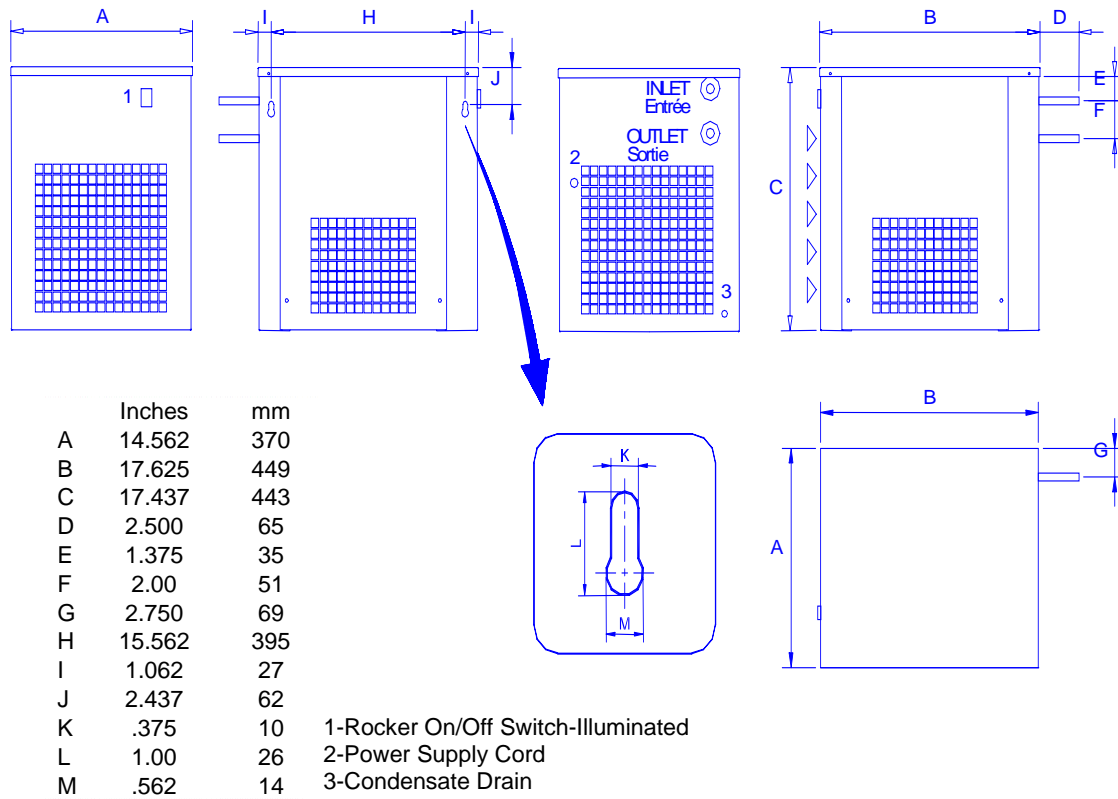 A
I H I
B D
J
E
F
C
1
INLET
Entrée
OUTLET
Sortie
2
3
Inches mm
A 14.562 370
B 17.625 449
C 17.437 443
D 2.500 65
E 1.375 35
F 2.00 51
G 2.750 69
H 15.562 395
I 1.062 27
J 2.437 62
K .375 10
L 1.00 26
M .562 14
1-Rocker On/Off Switch-Illuminated
2-Power Supply Cord
3-Condensate Drain
K
L
M
B
G
A